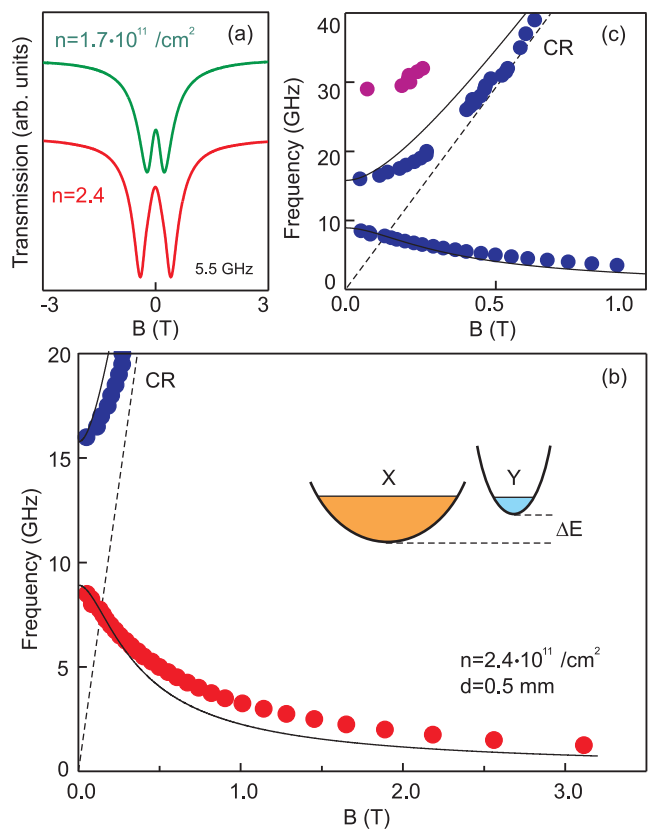 Transmission (arb. units)
n=1.7·10¹¹/cm²
(a)
n=2.4
5.5 GHz
-3
0
3
B (T)
Frequency (GHz)
40
30
20
10
0
CR
(c)
0.0
0.5
1.0
B (T)
Frequency (GHz)
20
15
10
5
0
CR
(b)
X
Y
ΔE
n=2.4·10¹¹ /cm²
d=0.5 mm
0.0
1.0
2.0
3.0
B (T)